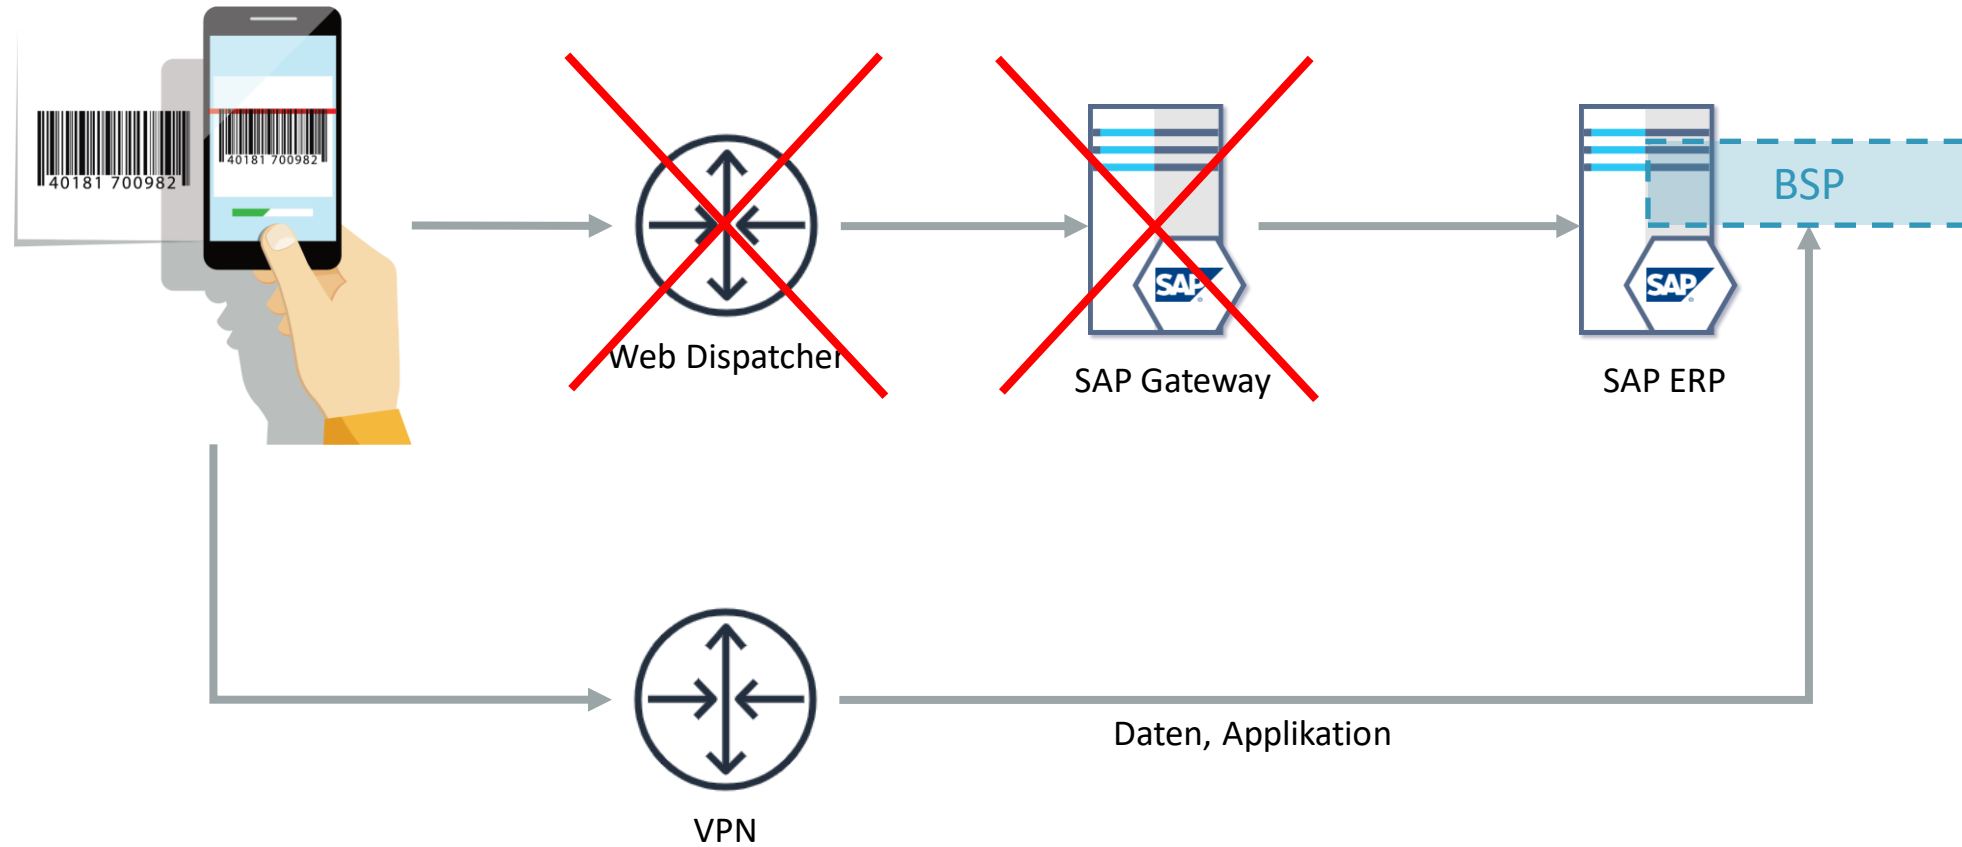 40181 700982
40181 700982
BSP
SAP
SAP
Web Dispatcher
SAP Gateway
SAP ERP
Daten, Applikation
VPN